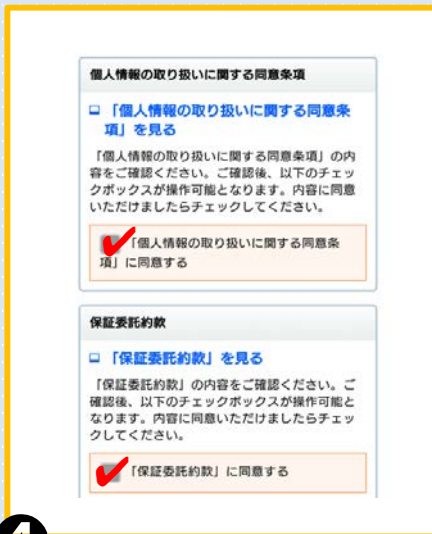 個人情報の取り扱いに関する同意条項
「個人情報の取り扱いに関する同意条
項」を見る
「個人情報の取り扱いに関する同意条項」の内
容をご確認ください。ご確認後、以下のチェッ
クボックスが操作可能となります。内容に同意
いただけましたらチェックしてください。
「個人情報の取り扱いに関する同意条
項」に同意する
保証委託約款
「保証委託約款」を見る
「保証委託約款」の内容をご確認ください。ご
確認後、以下のチェックボックスが操作可能と
なります。内容に同意いただけましたらチェッ
クしてください。
「保証委託約款」に同意する